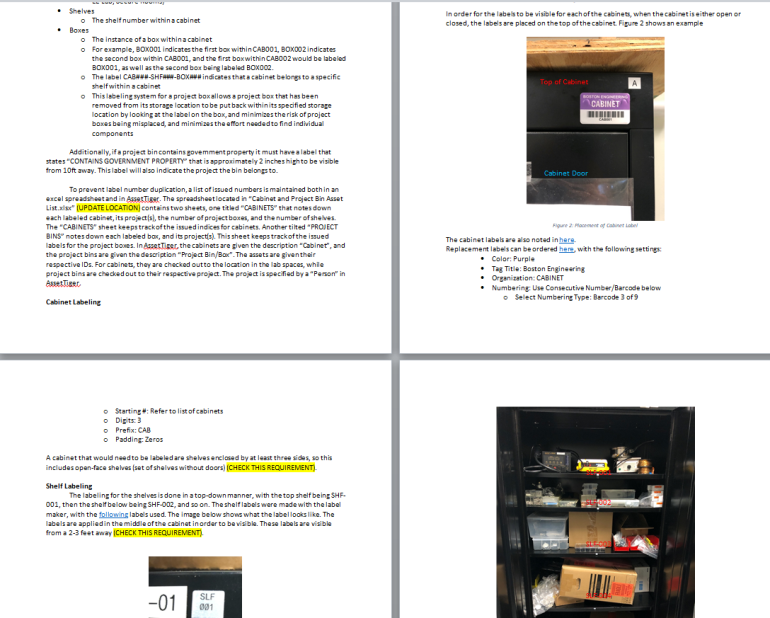 • Shelves
o The shelf number within a cabinet
• Boxes
o The instance of a box within a cabinet
o For example, BOX001 indicates the first box within CAB001, BOX002 indicates
the second box within CAB001, and the first box within CAB002 would be labeled
BOX001, as well as the second box being labeled BOX002.
o The label CAB###-SHF###-BOX### indicates that a cabinet belongs to a specific
shelf within a cabinet
o This labeling system for a project box allows a project box that has been
removed from its storage location to be put back within its specified storage
location by looking at the label on the box, and minimizes the risk of project
boxes being misplaced, and minimizes the effort needed to find individual
components
Additionally, if a project bin contains government property it must have a label that
states "CONTAINS GOVERNMENT PROPERTY" that is approximately 2 inches high to be visible
from 10ft away. This label will also indicate the project the bin belongs to.
To prevent label number duplication, a list of issued numbers is maintained both in an
excel spreadsheet and in AssetTiger. The spreadsheet located in "Cabinet and Project Bin Asset
List.xlsx" (UPDATE LOCATION) contains two sheets, one titled "CABINETS" that notes down
each labeled cabinet, its project(s), the number of project boxes, and the number of shelves.
The "CABINETS" sheet keeps track of the issued indices for cabinets. Another tilted "PROJECT
BINS" notes down each labeled box, and its project(s). This sheet keeps track of the issued
labels for the project boxes. In AssetTiger, the cabinets are given the description "Cabinet", and
the project bins are given the description "Project Bin/Box". The assets are given their
respective IDs. For cabinets, they are checked out to the location in the lab spaces, while
project bins are checked out to their respective project. The project is specified by a "Person" in
AssetTiger.
Cabinet Labeling
In order for the labels to be visible for each of the cabinets, when the cabinet is either open or
closed, the labels are placed on the top of the cabinet. Figure 2 shows an example
Top of Cabinet
A
BOSTON ENGINEERING
CABINET
Cabinet Door
Figure 2: Placement of Cabinet Label
The cabinet labels are also noted in here.
Replacement labels can be ordered here, with the following settings:
• Color: Purple
• Tag Title: Boston Engineering
• Organization: CABINET
• Numbering: Use Consecutive Number/Barcode below
o Select Numbering Type: Barcode 3 of 9
o Starting #: Refer to list of cabinets
o Digits: 3
o Prefix: CAB
o Padding: Zeros
A cabinet that would need to be labeled are shelves enclosed by at least three sides, so this
includes open-face shelves (set of shelves without doors) (CHECK THIS REQUIREMENT).
Shelf Labeling
The labeling for the shelves is done in a top-down manner, with the top shelf being SHF-
001, then the shelf below being SHF-002, and so on. The shelf labels were made with the label
maker, with the following labels used. The image below shows what the label looks like. The
labels are applied in the middle of the cabinet in order to be visible. These labels are visible
from a 2-3 feet away (CHECK THIS REQUIREMENT).
-01
SLF
001